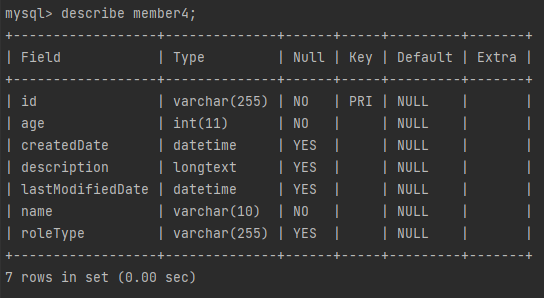 mysql> describe member4;
+------------------+--------------+------+-----+---------+-------+
| Field            | Type         | Null | Key | Default | Extra |
+------------------+--------------+------+-----+---------+-------+
| id               | varchar(255) | NO   | PRI | NULL    |       |
| age              | int(11)      | NO   |     | NULL    |       |
| createdDate      | datetime     | YES  |     | NULL    |       |
| description      | longtext     | YES  |     | NULL    |       |
| lastModifiedDate | datetime     | YES  |     | NULL    |       |
| name             | varchar(10)  | NO   |     | NULL    |       |
| roleType         | varchar(255) | YES  |     | NULL    |       |
+------------------+--------------+------+-----+---------+-------+
7 rows in set (0.00 sec)